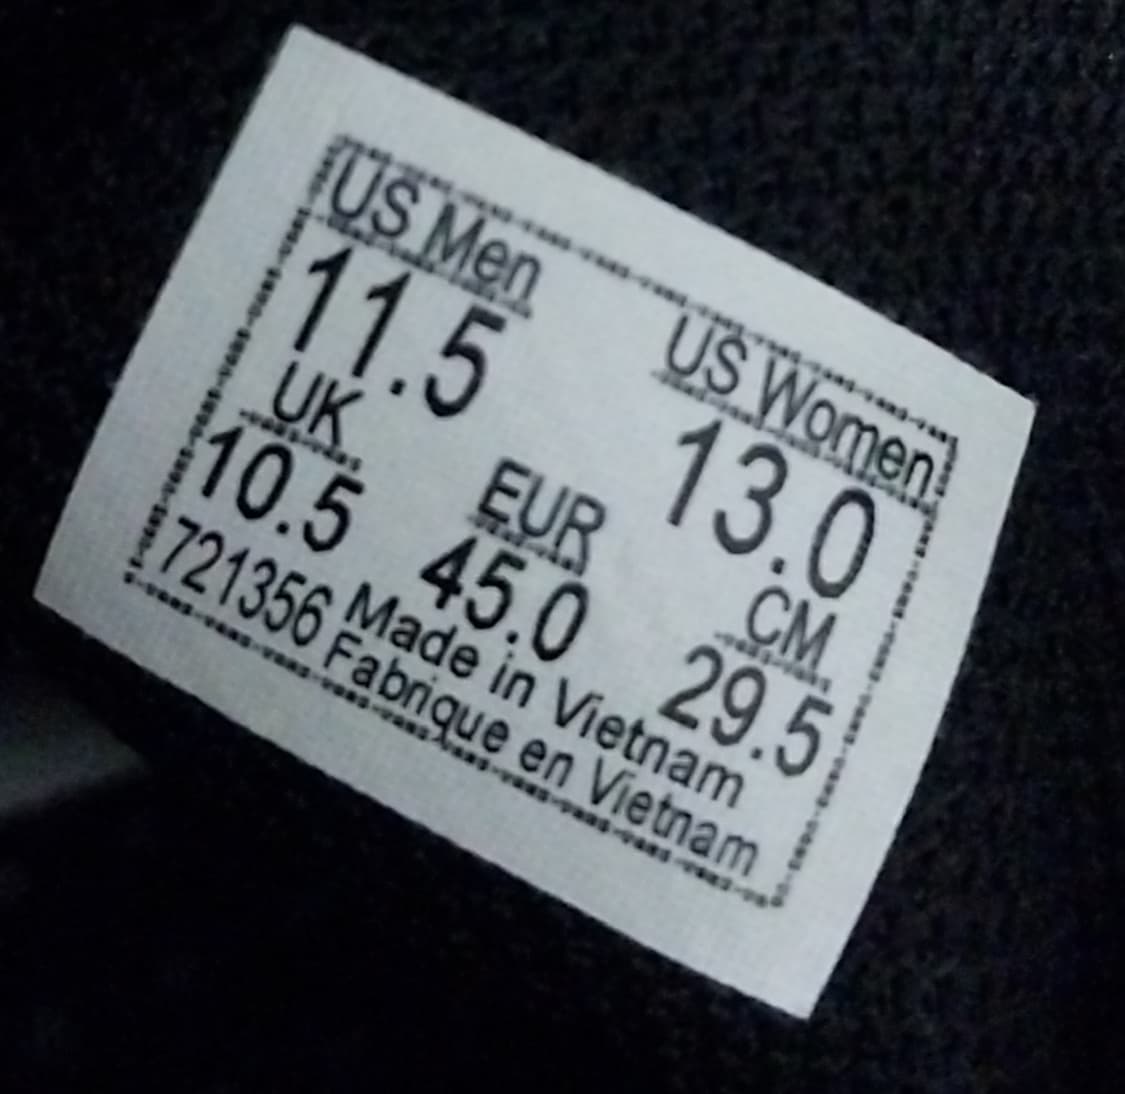 US Men
US Women
11.5
13.0
UK
EUR
CM
10.5
45.0
29.5
721356
Made in Vietnam
Fabrique en Vietnam